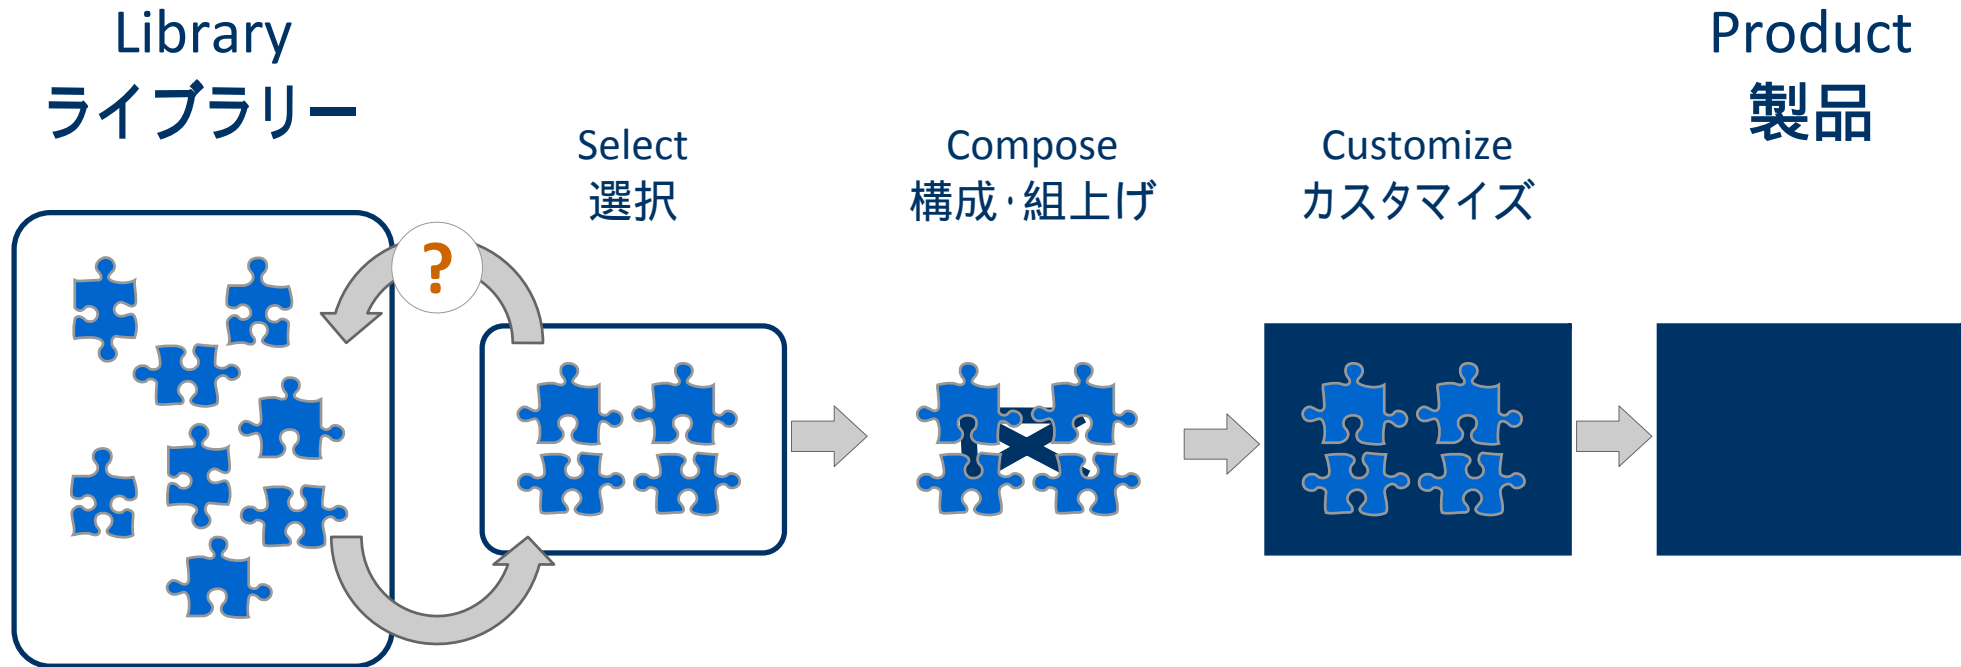 Library
ライブラリー
Select
選択
Compose
構成・組上げ
Customize
カスタマイズ
Product
製品
?